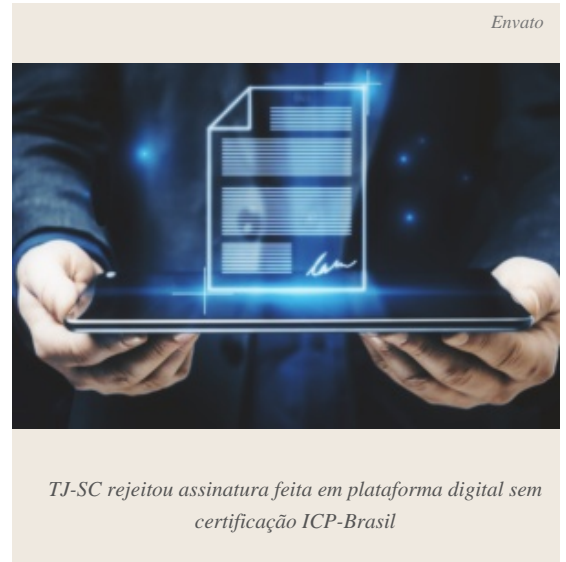 Envato
TJ-SC rejeitou assinatura feita em plataforma digital sem
certificação ICP-Brasil